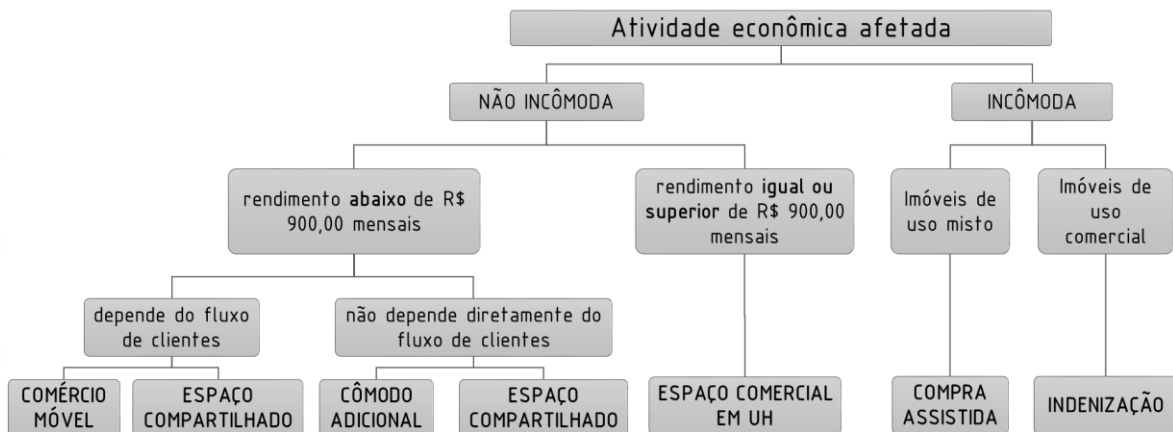 Atividade econômica afetada
NÃO INCÔMODA
INCÔMODA
rendimento abaixo de R$
900,00 mensais
rendimento igual ou
superior de R$ 900,00
mensais
Imóveis de
uso misto
Imóveis de
uso
comercial
depende do fluxo
de clientes
não depende diretamente do
fluxo de clientes
COMÉRCIO
MÓVEL
ESPAÇO
COMPARTILHADO
CÔMODO
ADICIONAL
ESPAÇO
COMPARTILHADO
ESPAÇO COMERCIAL
EM UH
COMPRA
ASSISTIDA
INDENIZAÇÃO